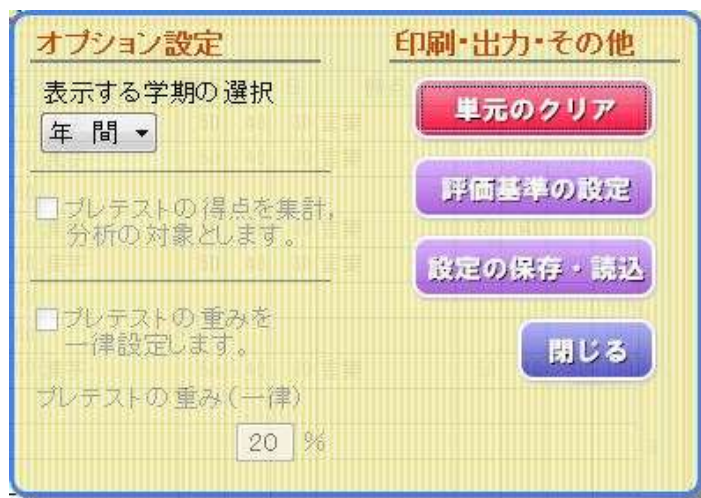 オプション設定
表示する学期の選択
年 間
プレテストの得点を集計,
分析の対象とします。
プレテストの重みを
一律設定します。
プレテストの重み(一律)
20 %
印刷・出力・その他
単元のクリア
評価基準の設定
設定の保存・読込
閉じる